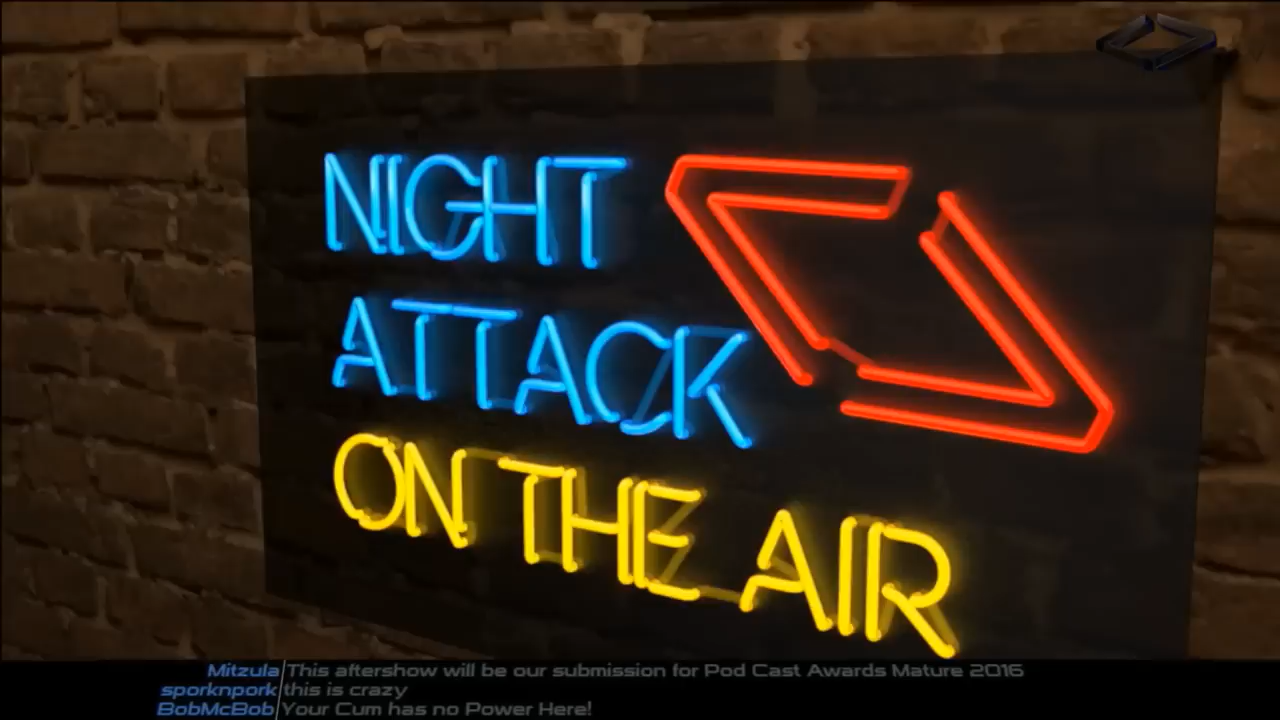 NIGHT
ATTACK
ON THE AIR
Mitzula This aftershow will be our submission for Pod Cast Awards Mature 2016
sporknpork this is crazy
BobMcBob Your Cum has no Power Here!